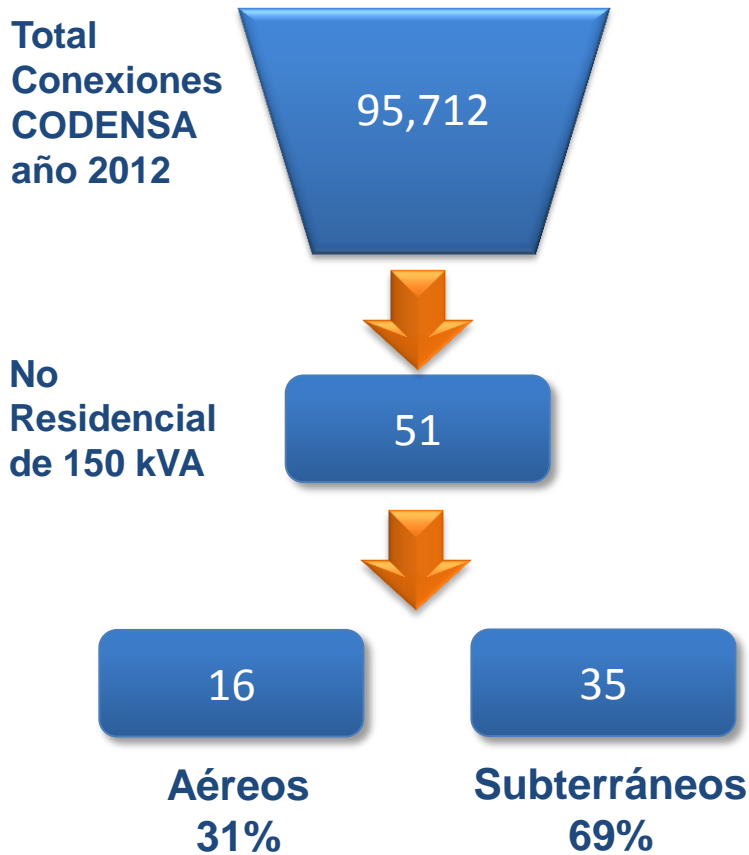 Total
Conexiones
CODENSA
año 2012
95,712
No
Residencial
de 150 kVA
51
16
35
Aéreos
31%
Subterráneos
69%